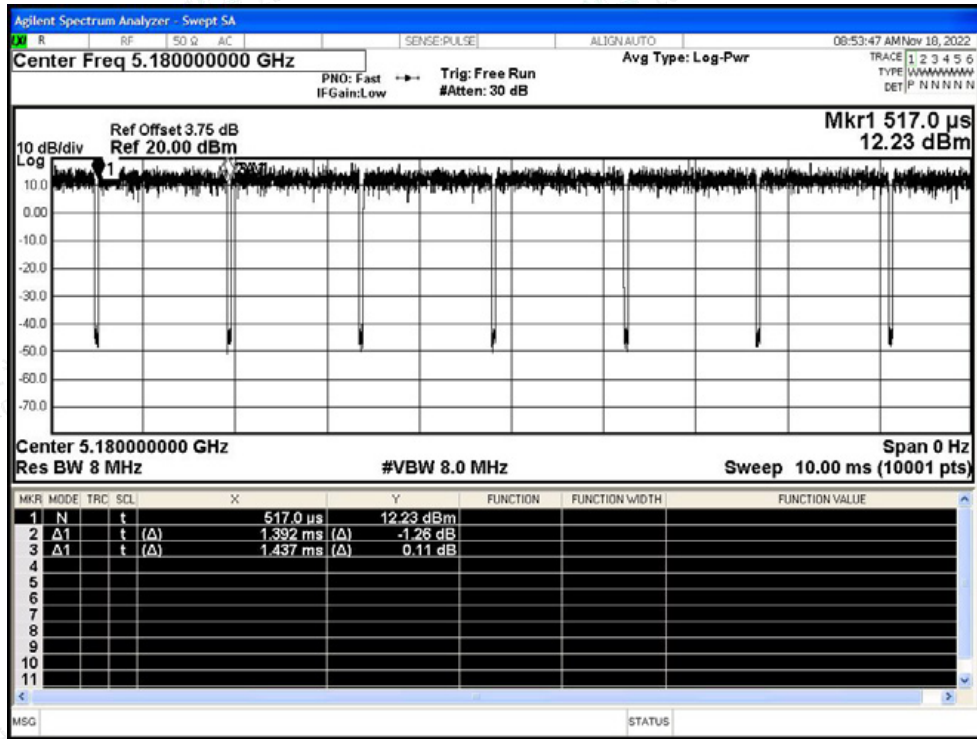 Agilent Spectrum Analyzer - Swept SA
R RF 50 Ω AC SENSE:PULSE ALIGN AUTO 08:53:47 AM Nov 18, 2022
Center Freq 5.180000000 GHz
PNO: Fast
IFGain:Low
Trig: Free Run
#Atten: 30 dB
Avg Type: Log-Pwr
TRACE 1 2 3 4 5 6
TYPE
DET P N N N N N
Mkr1 517.0 µs
12.23 dBm
Ref Offset 3.75 dB
10 dB/div Ref 20.00 dBm
Log
1
10.0
0.00
-10.0
-20.0
-30.0
-40.0
-50.0
-60.0
-70.0
Center 5.180000000 GHz Span 0 Hz
Res BW 8 MHz #VBW 8.0 MHz Sweep 10.00 ms (10001 pts)
MKR MODE TRC SCL X Y FUNCTION FUNCTION WIDTH FUNCTION VALUE
1 N t 517.0 µs 12.23 dBm
2 Δ1 t (Δ) 1.392 ms (Δ) -1.26 dB
3 Δ1 t (Δ) 1.437 ms (Δ) 0.11 dB
4
5
6
7
8
9
10
11
MSG STATUS